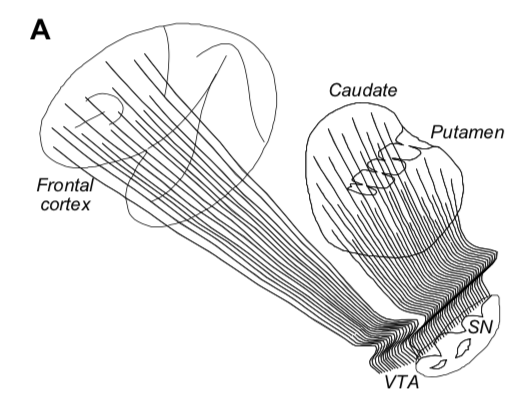 A
Caudate
Putamen
Frontal
cortex
SN
VTA